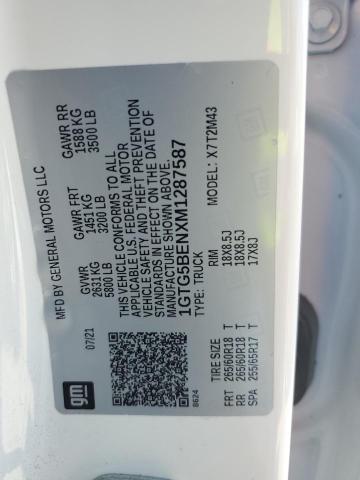 MFD BY GENERAL MOTORS LLC
07/21
GVWR
2631 KG
5800 LB
GAWR FRT
1451 KG
3200 LB
GAWR RR
1588 KG
3500 LB
THIS VEHICLE CONFORMS TO ALL
APPLICABLE U.S. FEDERAL MOTOR
VEHICLE SAFETY AND THEFT PREVENTION
STANDARDS IN EFFECT ON THE DATE OF
MANUFACTURE SHOWN ABOVE.
1GTG5BENXM1287587
TYPE: TRUCK
MODEL: X7T2M43
gm
8624
TIRE SIZE RIM
FRT 265/60R18 T 18X8.5J
RR 265/60R18 T 18X8.5J
SPA 255/65R17 T 17X8J